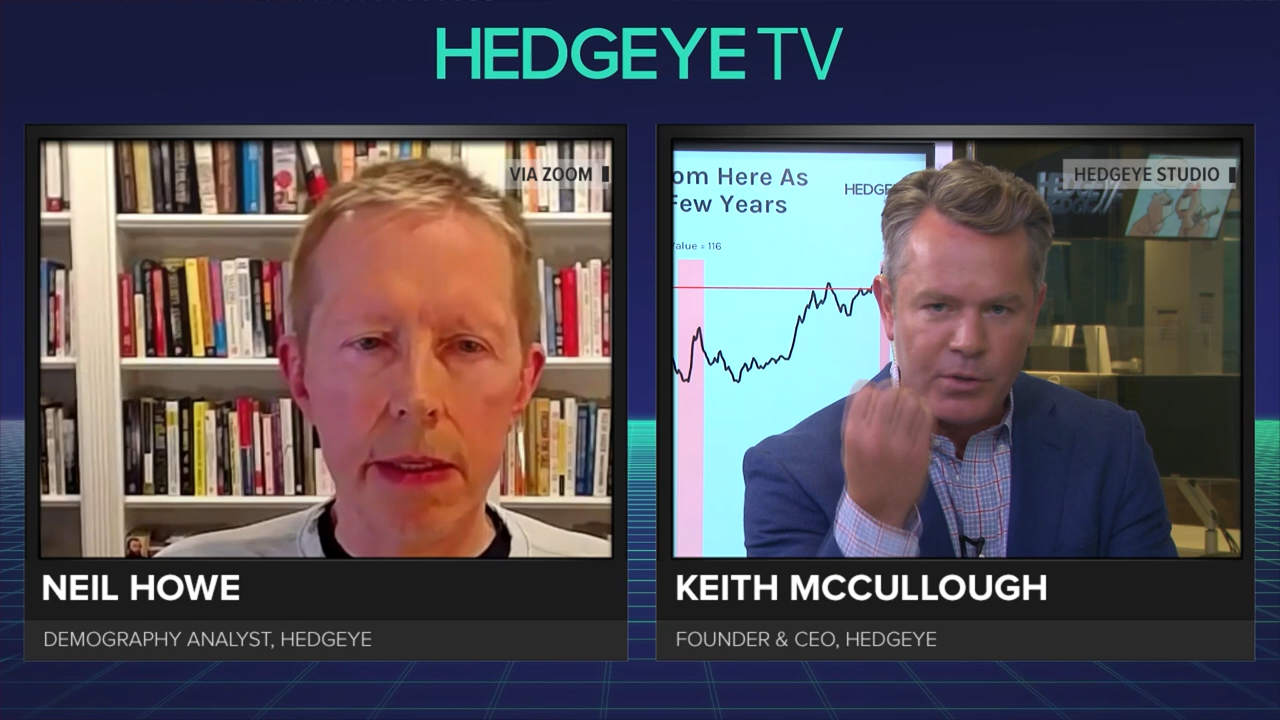 HEDGEYE TV
VIA ZOOM
om Here As
Few Years
HEDGE
alue = 116
HEDGEYE STUDIO
NEIL HOWE
DEMOGRAPHY ANALYST, HEDGEYE
KEITH MCCULLOUGH
FOUNDER & CEO, HEDGEYE